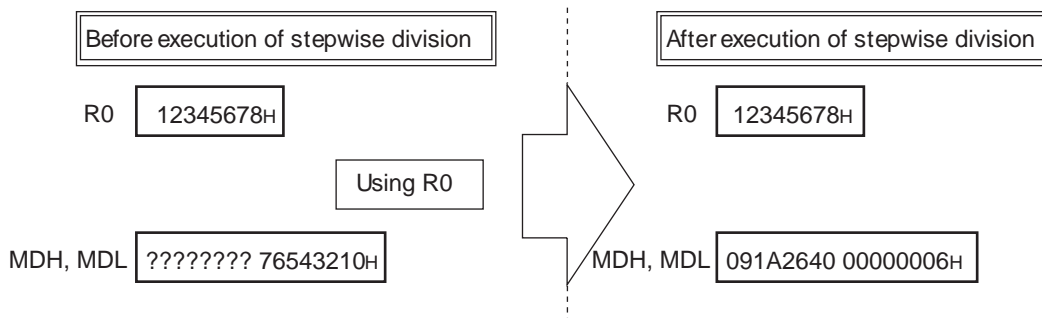 Before execution of stepwise division
After execution of stepwise division
R0 12345678H
R0 12345678H
Using R0
MDH, MDL ???????? 76543210H
MDH, MDL 091A2640 00000006H